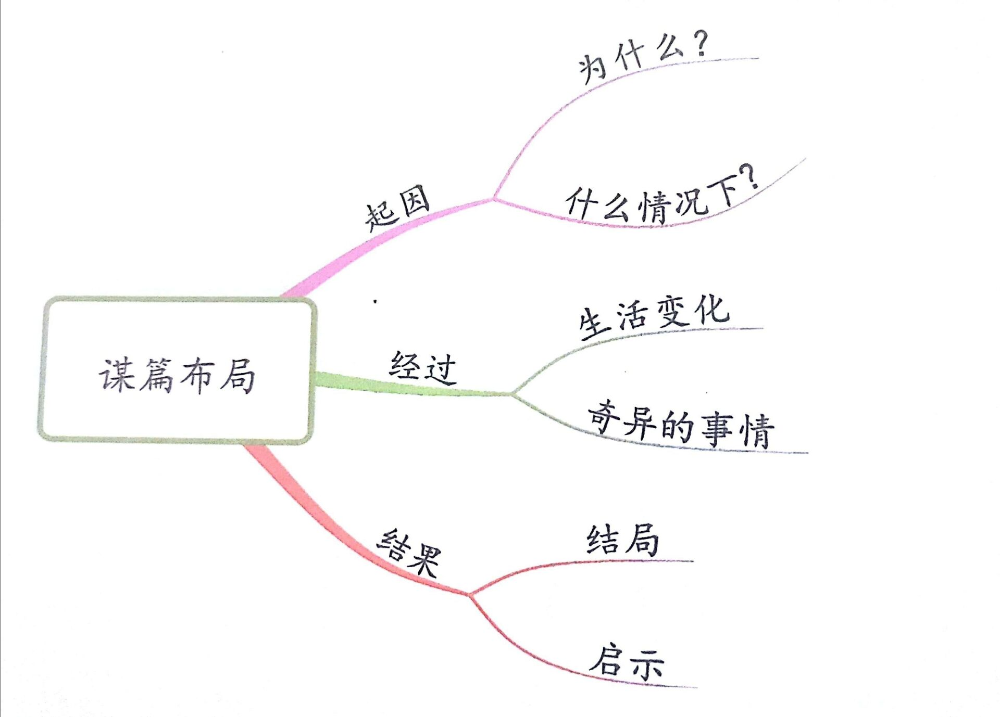 谋篇布局
起因
为什么?
什么情况下?
经过
生活变化
奇异的事情
结果
结局
启示